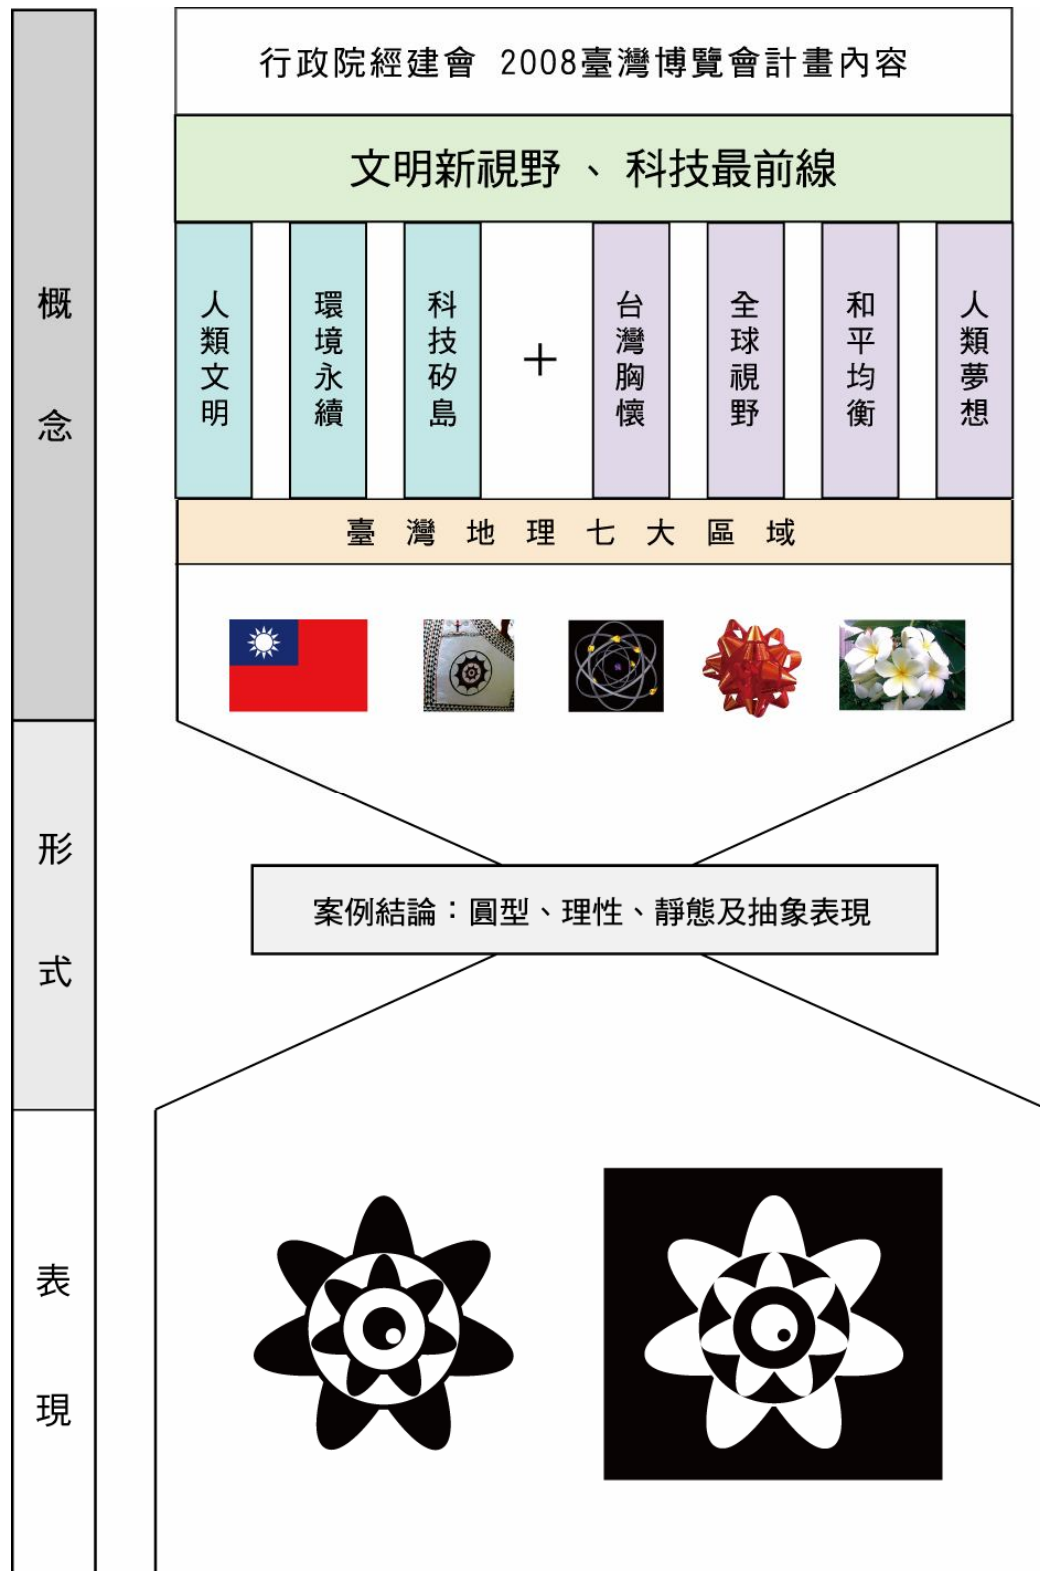 行政院經建會 2008臺灣博覽會計畫內容
文明新視野、科技最前線
概念
人類文明
環境永續
科技矽島
+
台灣胸懷
全球視野
和平均衡
人類夢想
臺灣地理七大區域
形式
案例結論：圓型、理性、靜態及抽象表現
表現